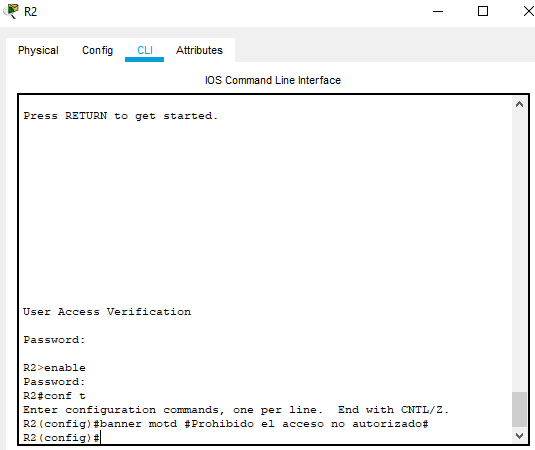 R2
Physical Config CLI Attributes
IOS Command Line Interface
Press RETURN to get started.
User Access Verification
Password:
R2>enable
Password:
R2#conf t
Enter configuration commands, one per line.  End with CNTL/Z.
R2(config)#banner motd #Prohibido el acceso no autorizado#
R2(config)#